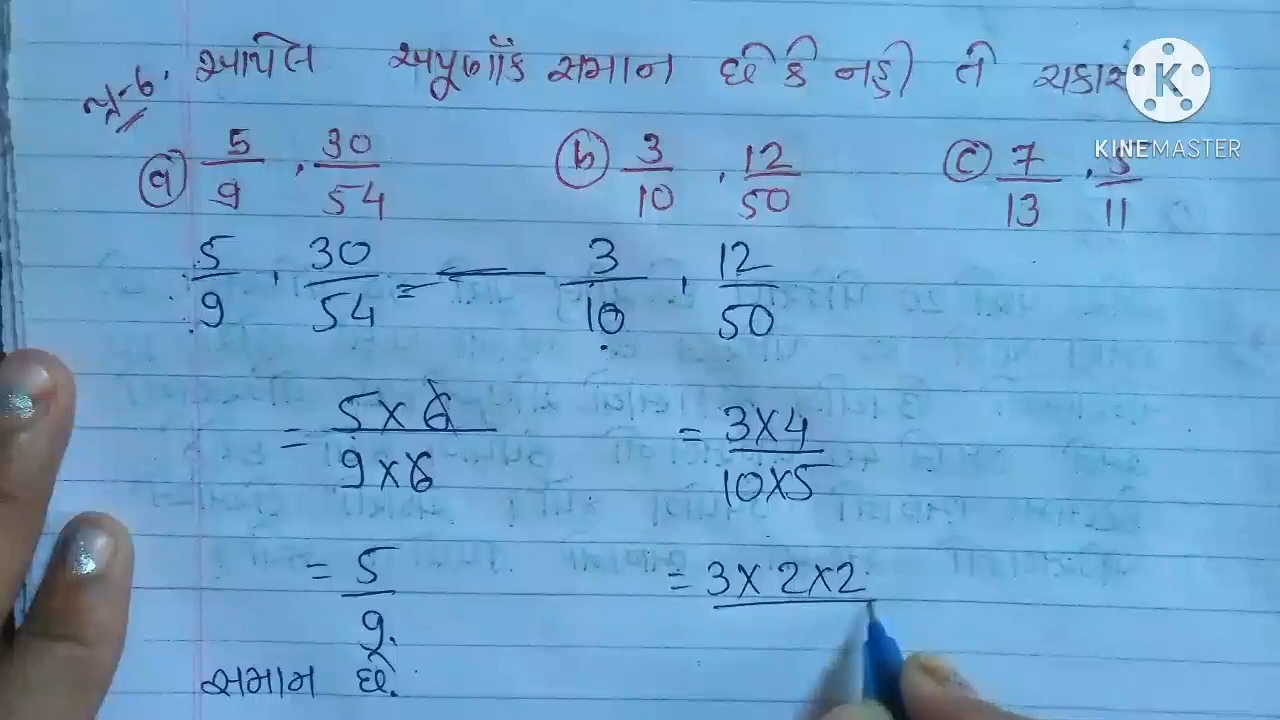 પ્ર-6. આપેલ અપૂર્ણાંક સમાન છે કે નહી તે ચકાસો
KINEMASTER
(a) 5/9 , 30/54 (b) 3/10 , 12/50 (c) 7/13 , 5/11
5/9 , 30/54 = 3/10 , 12/50
= 5×6/9×6 = 3×4/10×5
= 5/9 = 3×2×2
સમાન છે.